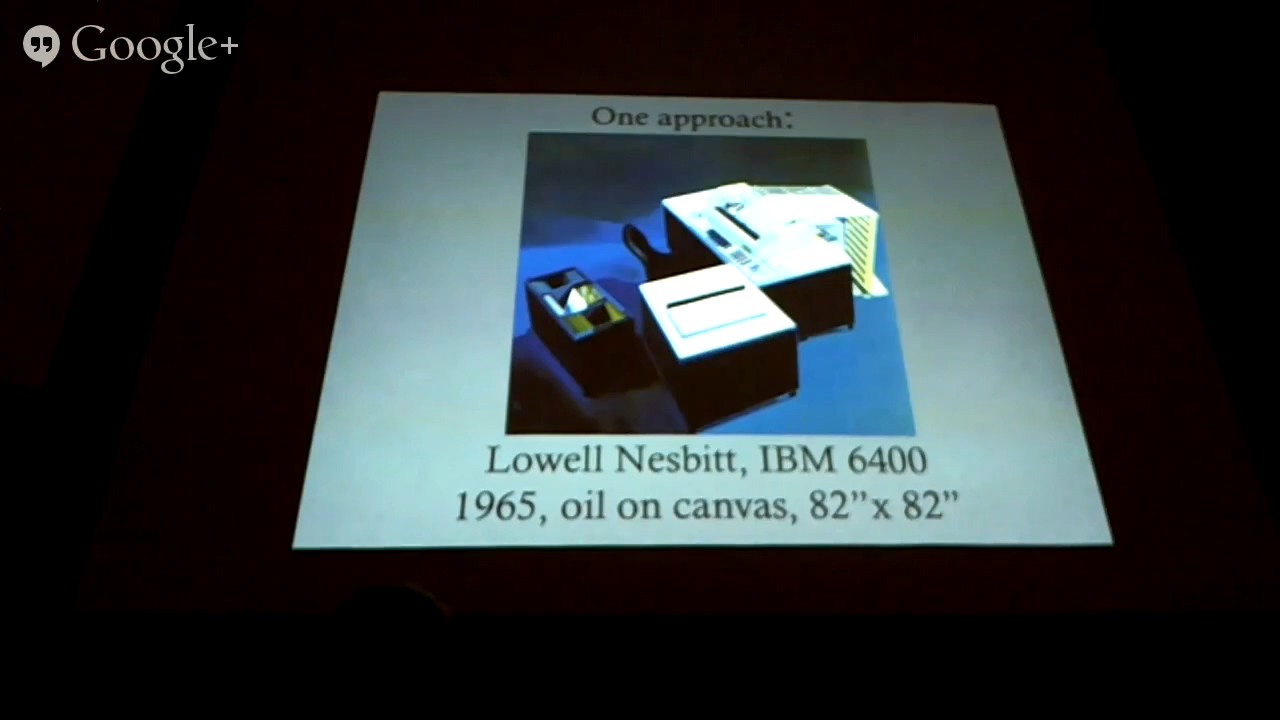 Google+
One approach:
Lowell Nesbitt, IBM 6400
1965, oil on canvas, 82”x 82”